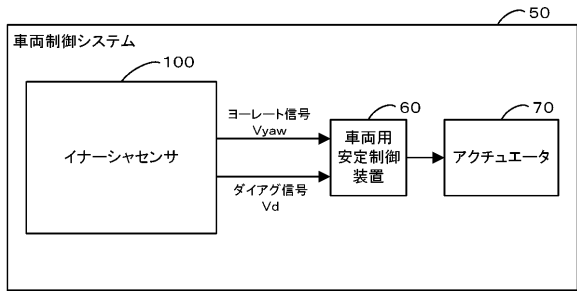 50
車両制御システム
100
イナーシャセンサ
ヨーレート信号
Vyaw
ダイアグ信号
Vd
60
車両用
安定制御
装置
70
アクチュエータ